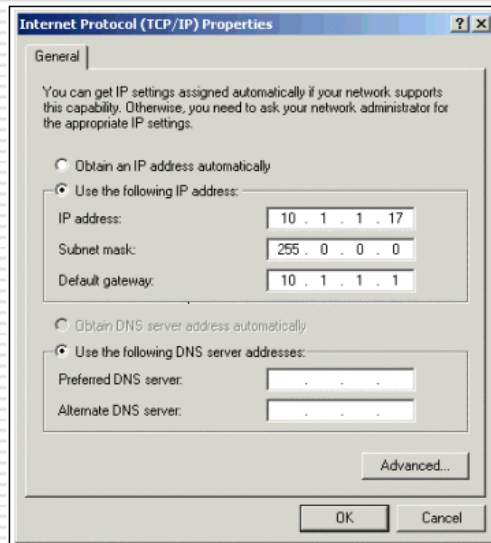 Internet Protocol (TCP/IP) Properties
? X
General
You can get IP settings assigned automatically if your network supports
this capability. Otherwise, you need to ask your network administrator for
the appropriate IP settings.
Obtain an IP address automatically
Use the following IP address:
IP address: 10 . 1 . 1 . 17
Subnet mask: 255 . 0 . 0 . 0
Default gateway: 10 . 1 . 1 . 1
Obtain DNS server address automatically
Use the following DNS server addresses:
Preferred DNS server: . . .
Alternate DNS server: . . .
Advanced...
OK Cancel